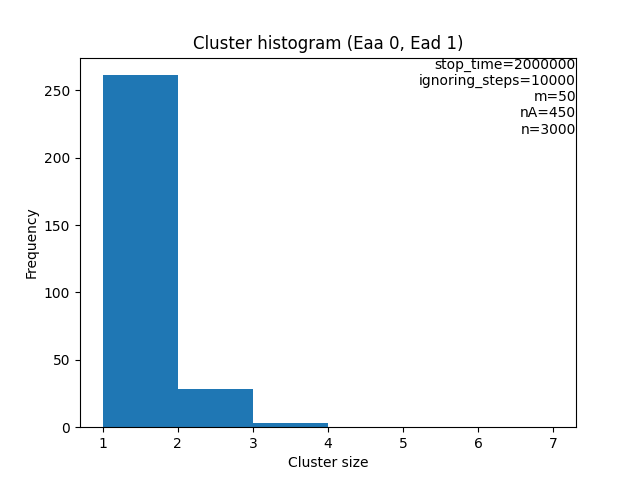 Cluster histogram (Eaa 0, Ead 1)
stop_time=2000000
ignoring_steps=10000
m=50
nA=450
n=3000
250
200
150
100
50
0
Frequency
1 2 3 4 5 6 7
Cluster size